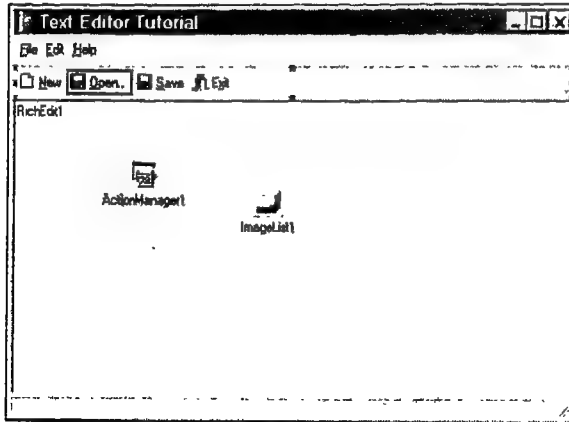 Text Editor Tutorial
File Edit Help
New Open... Save Exit
RichEdit1
ActionManager1
ImageList1